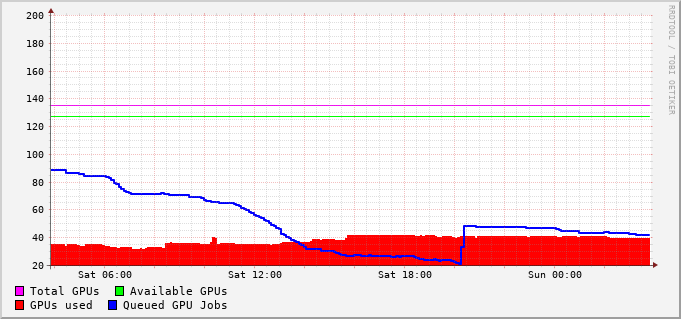 200
180
160
140
120
100
80
60
40
20
Sat 06:00 Sat 12:00 Sat 18:00 Sun 00:00
Total GPUs Available GPUs
GPUs used Queued GPU Jobs
RRDTOOL / TOBI OETIKER